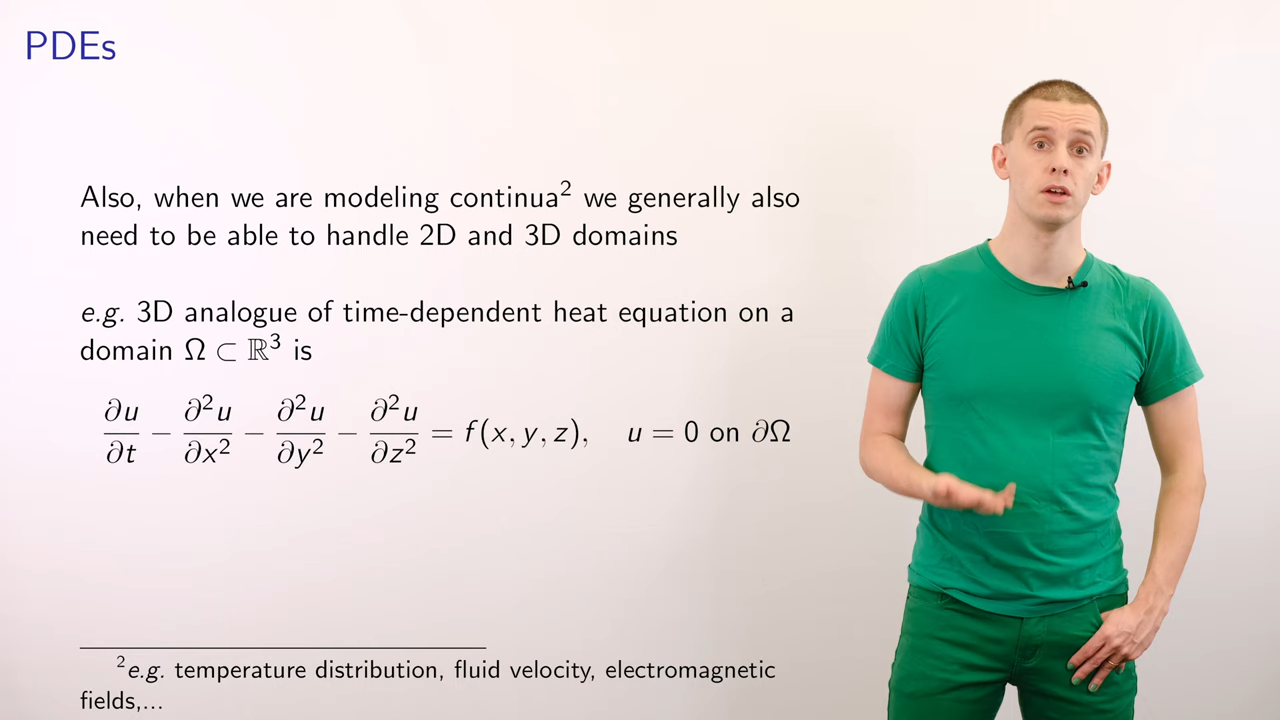 PDEs
Also, when we are modeling continua² we generally also
need to be able to handle 2D and 3D domains
e.g. 3D analogue of time-dependent heat equation on a
domain Ω ⊂ ℝ³ is
∂u/∂t − ∂²u/∂x² − ∂²u/∂y² − ∂²u/∂z² = f(x, y, z),    u = 0 on ∂Ω
²e.g. temperature distribution, fluid velocity, electromagnetic
fields,...